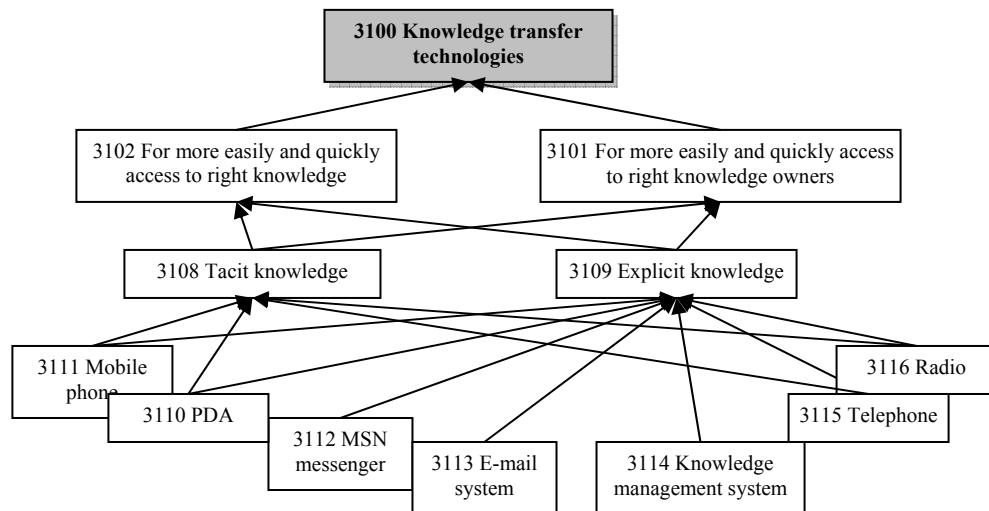 3100 Knowledge transfer
technologies
3102 For more easily and quickly
access to right knowledge
3101 For more easily and quickly access
to right knowledge owners
3108 Tacit knowledge
3109 Explicit knowledge
3111 Mobile
phone
3116 Radio
3110 PDA
3115 Telephone
3112 MSN
messenger
3113 E-mail
system
3114 Knowledge
management system